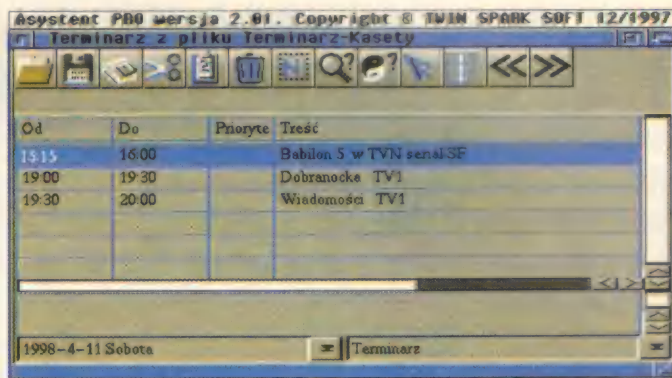 Asystent PRO wersja 2.01. Copyright © TWIN SPARK SOFT 12/1997
Terminarz z pliku Terminarz-Kasety
Od Do Prioryte Treść
15:15 16:00 Babilon 5 w TVN serial SF
19:00 19:30 Dobranocka TV1
19:30 20:00 Wiadomości TV1
1998-4-11 Sobota Terminarz